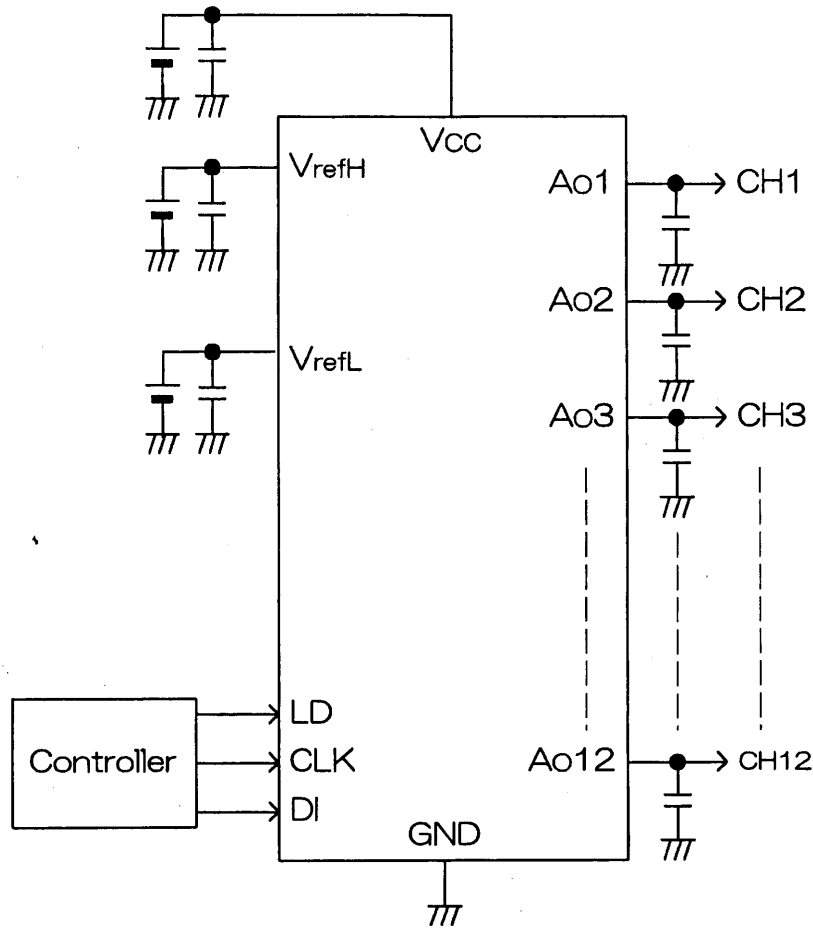 VCC
VrefH
Ao1 CH1
Ao2 CH2
VrefL
Ao3 CH3
LD
Controller CLK Ao12 CH12
DI
GND